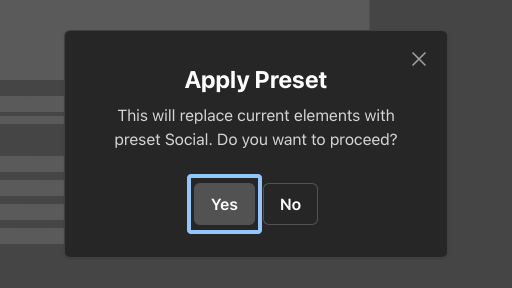 Apply Preset
This will replace current elements with
preset Social. Do you want to proceed?
Yes
No